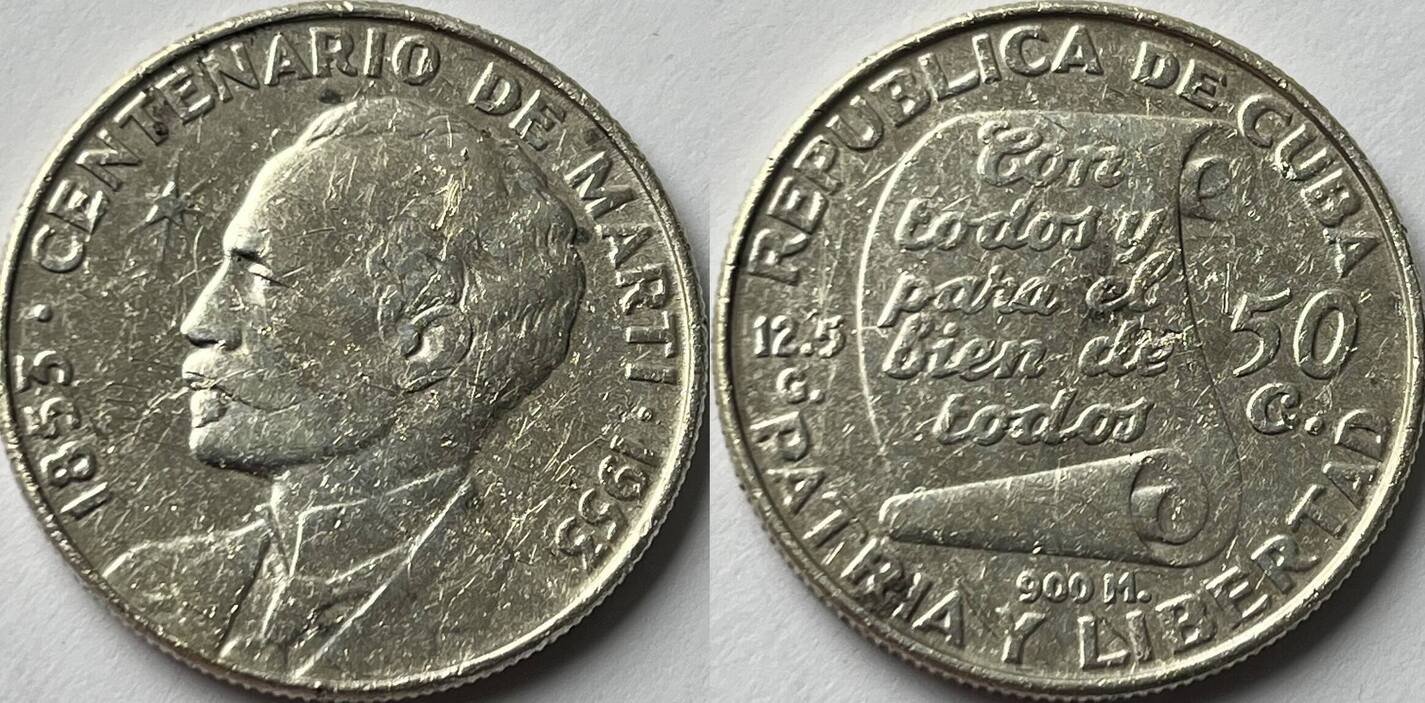 1853 · CENTENARIO DE MARTI · 1953
REPUBLICA DE CUBA
Con
todos y
para el
bien de
todos
12.5
G.
50
C.
900 M.
PATRIA Y LIBERTAD